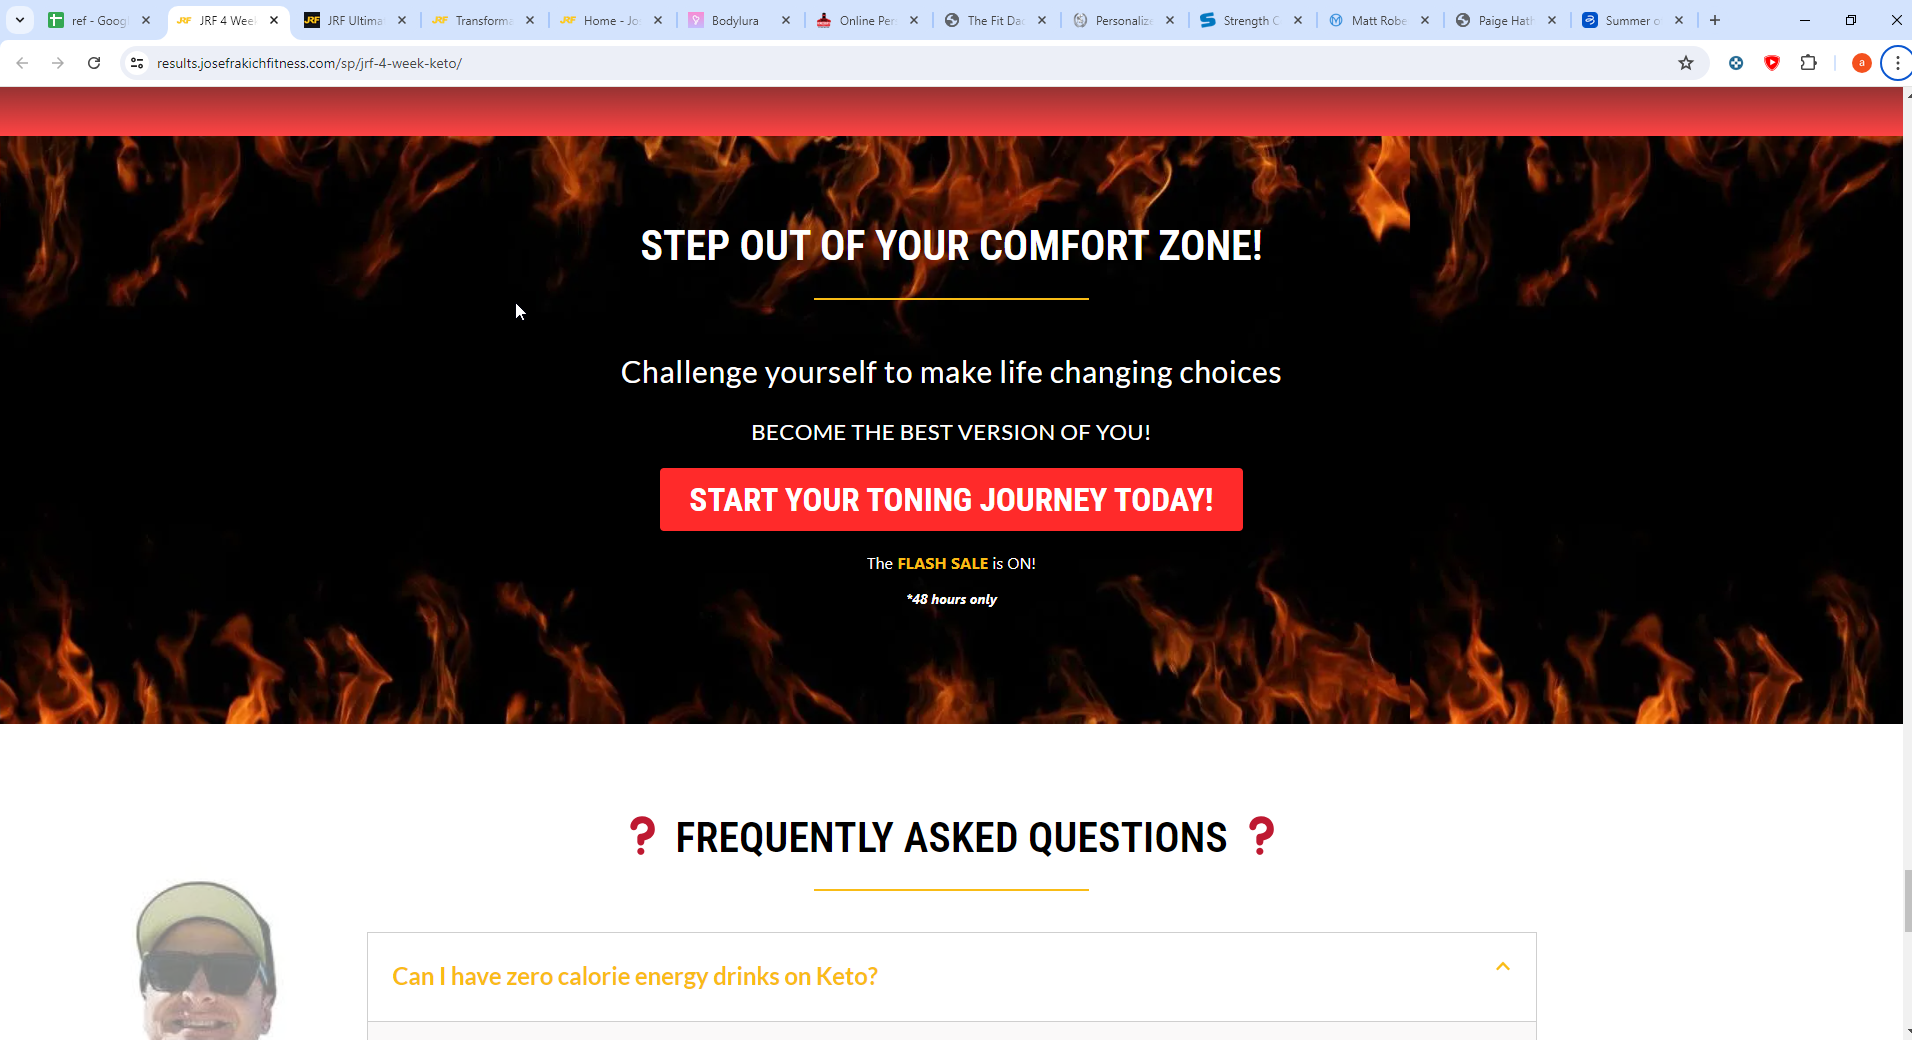 ref - Goog
JRF 4 Wee
JRF Ultima
Transforma
Home - Jo
Bodylura
Online Per
The Fit Da
Personalize
Strength C
Matt Robe
Paige Hath
Summer o
results.josefrakichfitness.com/sp/jrf-4-week-keto/
a
STEP OUT OF YOUR COMFORT ZONE!
Challenge yourself to make life changing choices
BECOME THE BEST VERSION OF YOU!
START YOUR TONING JOURNEY TODAY!
The FLASH SALE is ON!
*48 hours only
❓ FREQUENTLY ASKED QUESTIONS ❓
Can I have zero calorie energy drinks on Keto?